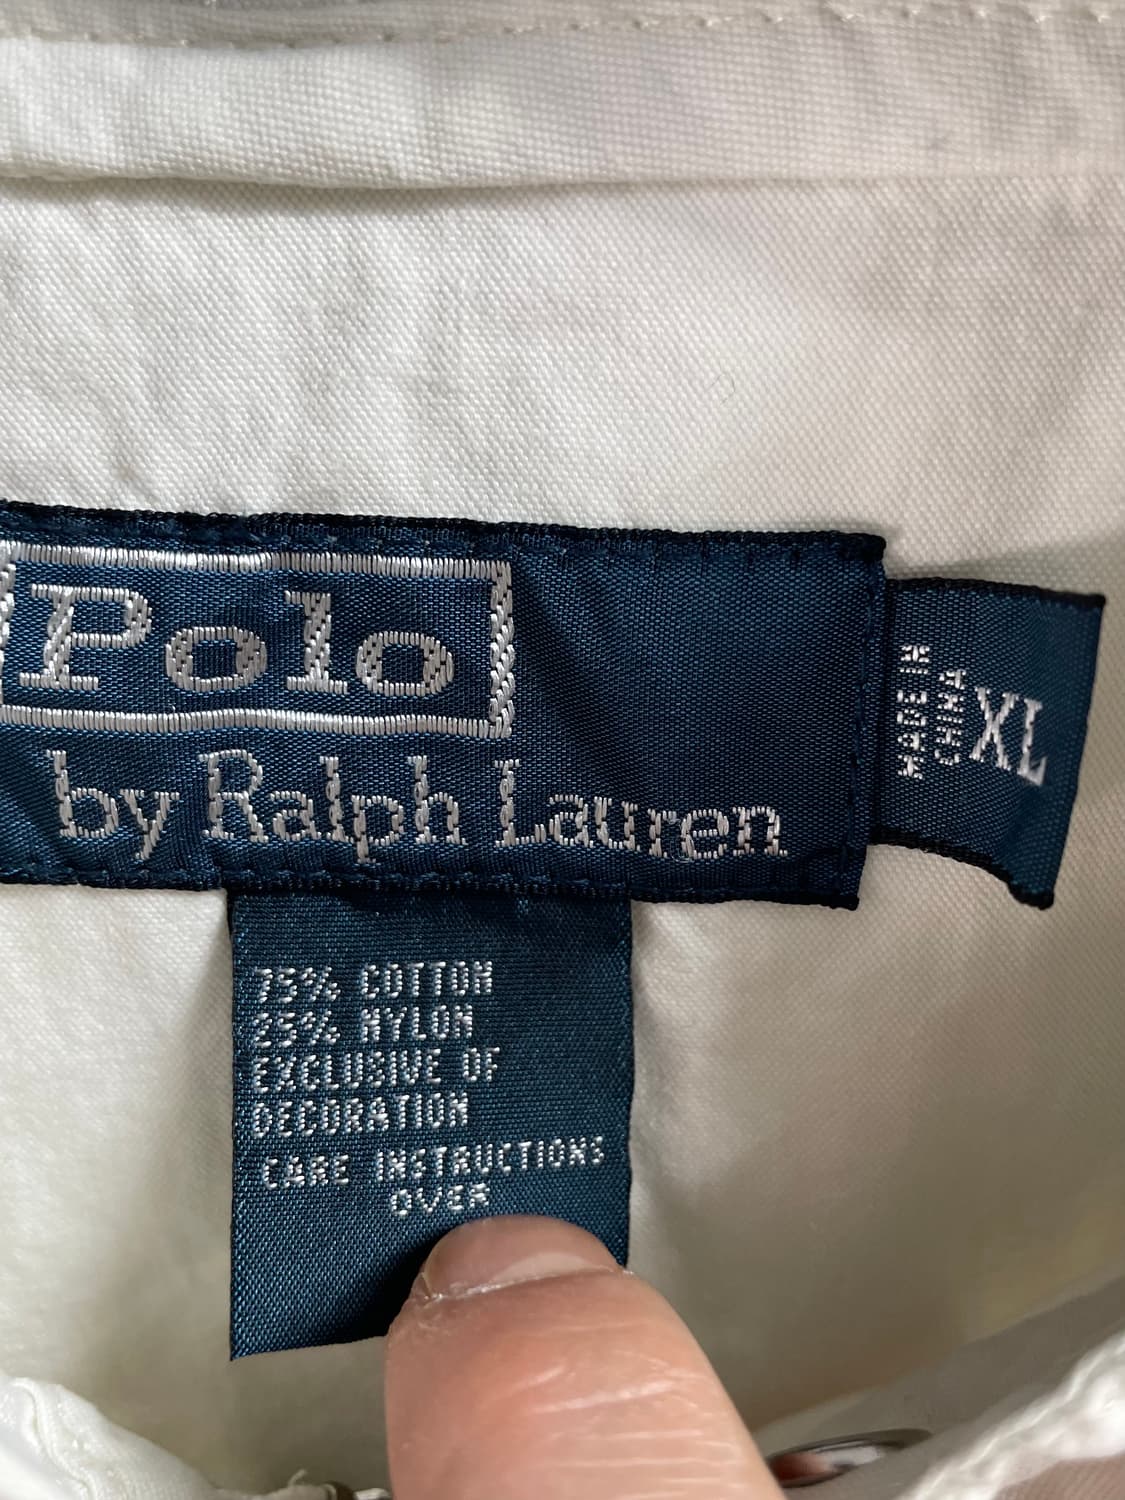 Polo
by Ralph Lauren
MADE IN
CHINA
XL
75% COTTON
25% NYLON
EXCLUSIVE OF
DECORATION
CARE INSTRUCTIONS
OVER